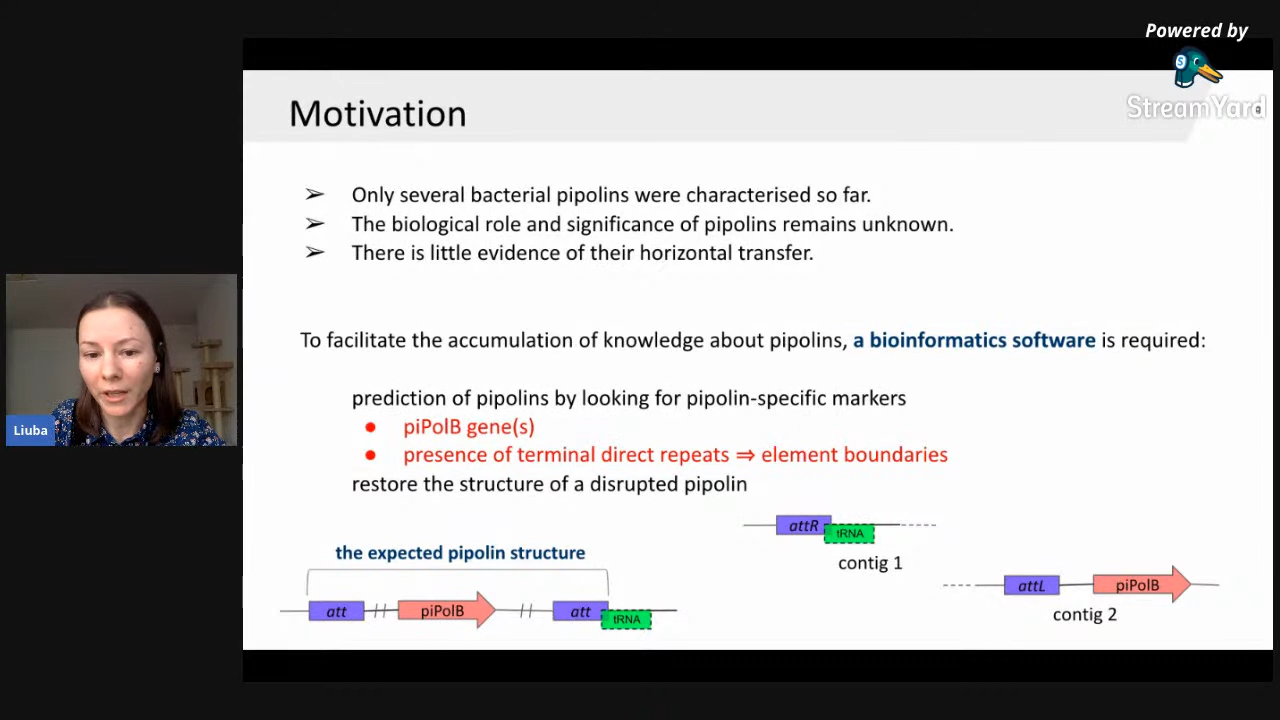 Powered by
StreamYard
Motivation
➢ Only several bacterial pipolins were characterised so far.
➢ The biological role and significance of pipolins remains unknown.
➢ There is little evidence of their horizontal transfer.
To facilitate the accumulation of knowledge about pipolins, a bioinformatics software is required:
prediction of pipolins by looking for pipolin-specific markers
● piPolB gene(s)
● presence of terminal direct repeats ⇒ element boundaries
restore the structure of a disrupted pipolin
Liuba
the expected pipolin structure
att
piPolB
att
tRNA
attR
tRNA
contig 1
attL
piPolB
contig 2